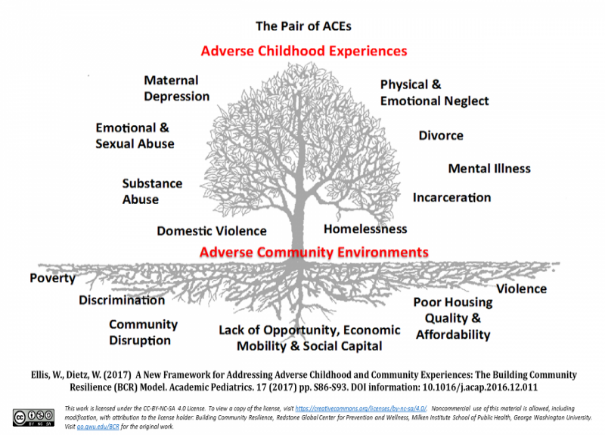 The Pair of ACEs
Adverse Childhood Experiences
Maternal
Depression
Physical &
Emotional Neglect
Emotional &
Sexual Abuse
Divorce
Mental Illness
Substance
Abuse
Incarceration
Domestic Violence
Homelessness
Adverse Community Environments
Poverty
Discrimination
Violence
Community
Disruption
Lack of Opportunity, Economic
Mobility & Social Capital
Poor Housing
Quality &
Affordability
Ellis, W., Dietz, W. (2017) A New Framework for Addressing Adverse Childhood and Community Experiences: The Building Community
Resilience (BCR) Model. Academic Pediatrics. 17 (2017) pp. S86-S93. DOI information: 10.1016/j.acap.2016.12.011
cc BY NC SA
This work is licensed under the CC-BY-NC-SA 4.0 License. To view a copy of the license, visit https://creativecommons.org/licenses/by-nc-sa/4.0/. Noncommercial use of this material is allowed, including
modification, with attribution to the license holder: Building Community Resilience, Redstone Global Center for Prevention and Wellness, Milken Institute School of Public Health, George Washington University.
Visit go.gwu.edu/BCR for the original work.